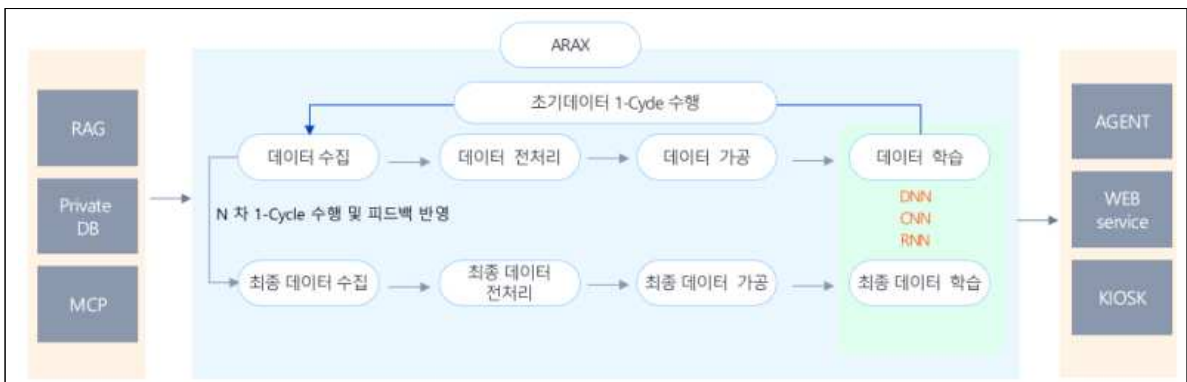 ARAX
초기데이터 1-Cycle 수행
RAG
Private
DB
MCP
데이터 수집
데이터 전처리
데이터 가공
데이터 학습
N 차 1-Cycle 수행 및 피드백 반영
DNN
CNN
RNN
최종 데이터 수집
최종 데이터
전처리
최종 데이터 가공
최종 데이터 학습
AGENT
WEB
service
KIOSK